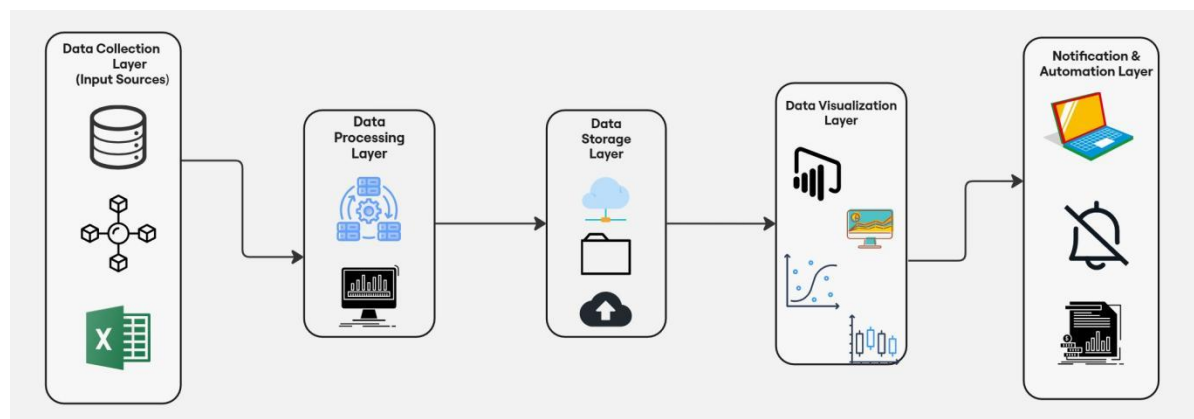 Data Collection
Layer
(Input Sources)
X
Data
Processing
Layer
Data
Storage
Layer
Data Visualization
Layer
Notification &
Automation Layer